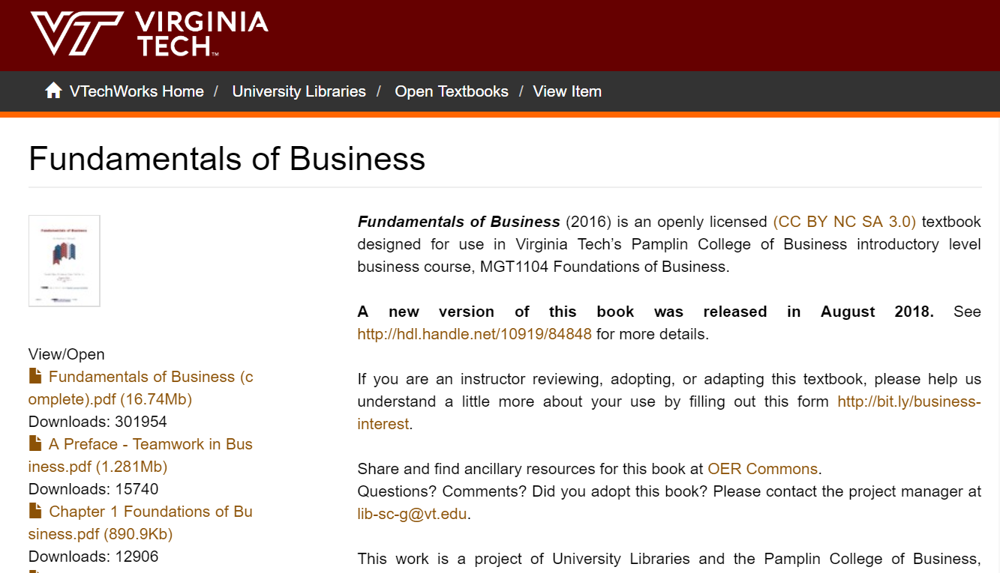 VT VIRGINIA
TECH™
VTechWorks Home / University Libraries / Open Textbooks / View Item
Fundamentals of Business
Fundamentals of Business
View/Open
Fundamentals of Business (c
omplete).pdf (16.74Mb)
Downloads: 301954
A Preface - Teamwork in Bus
iness.pdf (1.281Mb)
Downloads: 15740
Chapter 1 Foundations of Bu
siness.pdf (890.9Kb)
Downloads: 12906
Fundamentals of Business (2016) is an openly licensed (CC BY NC SA 3.0) textbook
designed for use in Virginia Tech’s Pamplin College of Business introductory level
business course, MGT1104 Foundations of Business.
A new version of this book was released in August 2018. See
http://hdl.handle.net/10919/84848 for more details.
If you are an instructor reviewing, adopting, or adapting this textbook, please help us
understand a little more about your use by filling out this form http://bit.ly/business-
interest.
Share and find ancillary resources for this book at OER Commons.
Questions? Comments? Did you adopt this book? Please contact the project manager at
lib-sc-g@vt.edu.
This work is a project of University Libraries and the Pamplin College of Business,